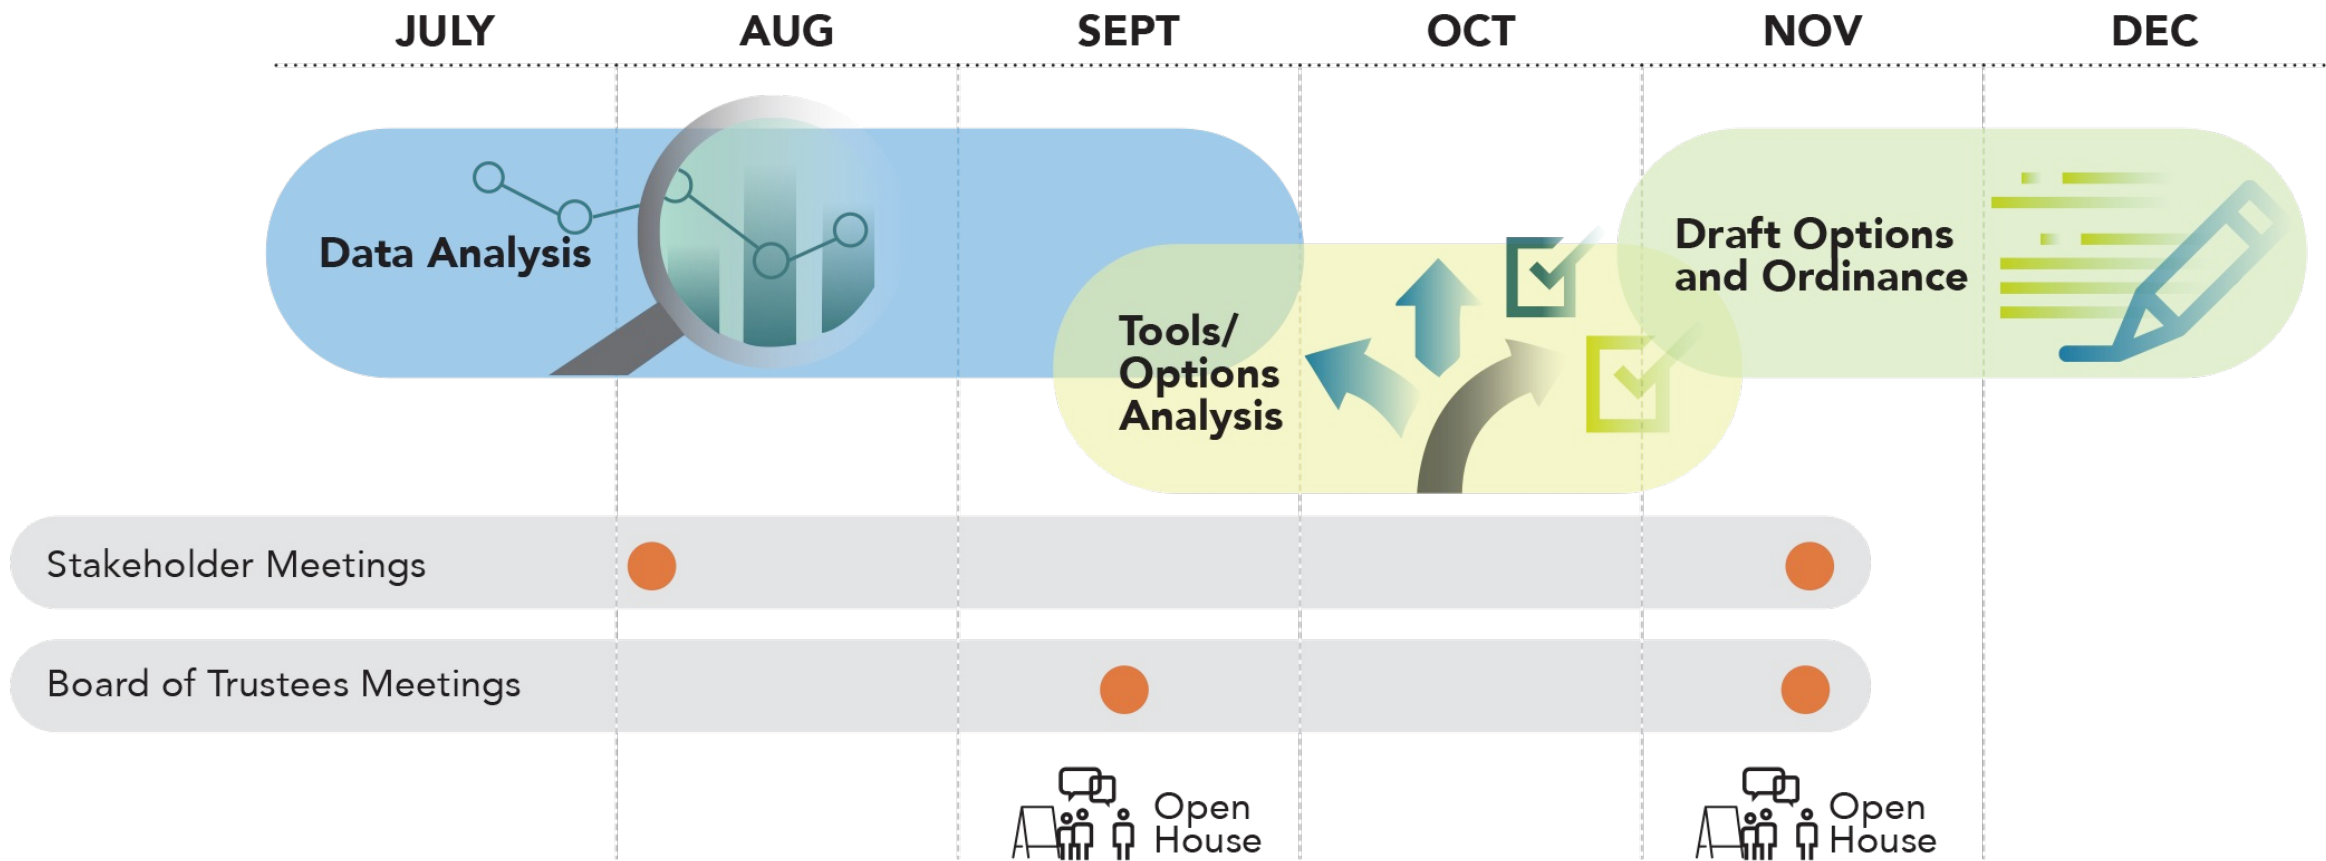 JULY AUG SEPT OCT NOV DEC
Data Analysis
Tools/
Options
Analysis
Draft Options
and Ordinance
Stakeholder Meetings
Board of Trustees Meetings
Open
House
Open
House